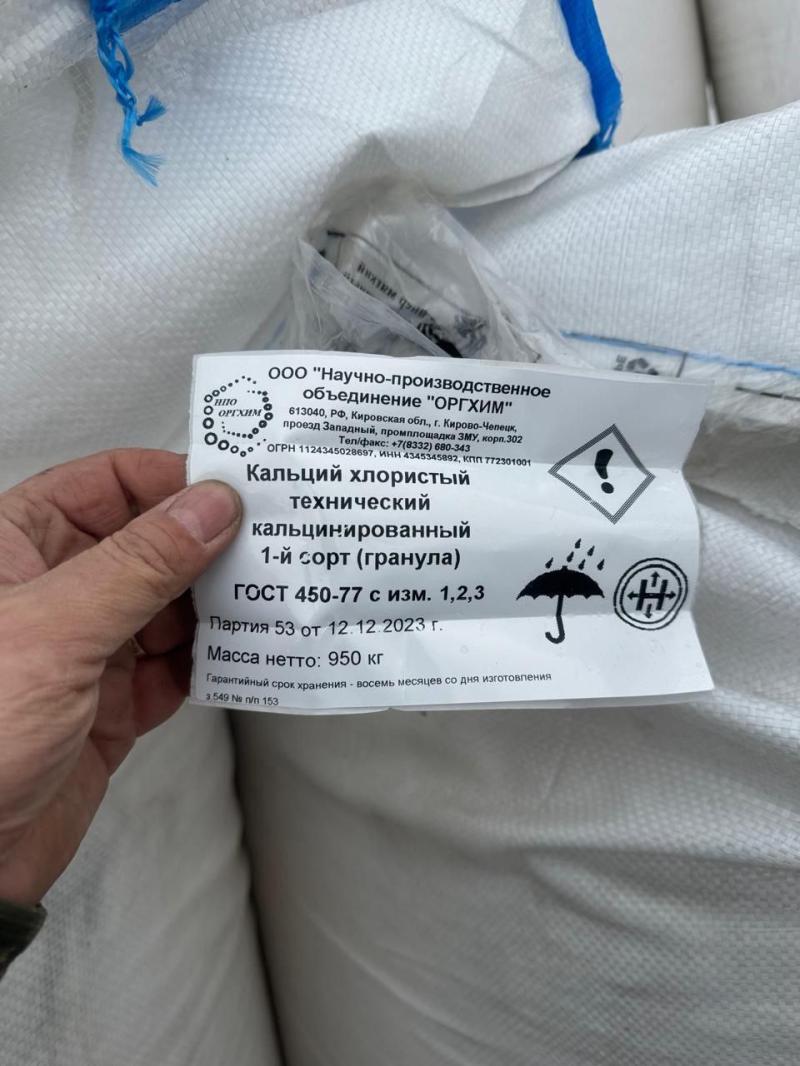 ООО "Научно-производственное
объединение "ОРГХИМ"
НПО
ОРГХИМ
613040, РФ, Кировская обл., г. Кирово-Чепецк,
проезд Западный, промплощадка ЗМУ, корп.302
Тел/факс: +7(8332) 680-343
ОГРН 1124345028697, ИНН 4345345892, КПП 772301001
Кальций хлористый
технический
кальцинированный
1-й сорт (гранула)
ГОСТ 450-77 с изм. 1,2,3
Партия 53 от 12.12.2023 г.
Масса нетто: 950 кг
Гарантийный срок хранения - восемь месяцев со дня изготовления
з.549 № п/п 153